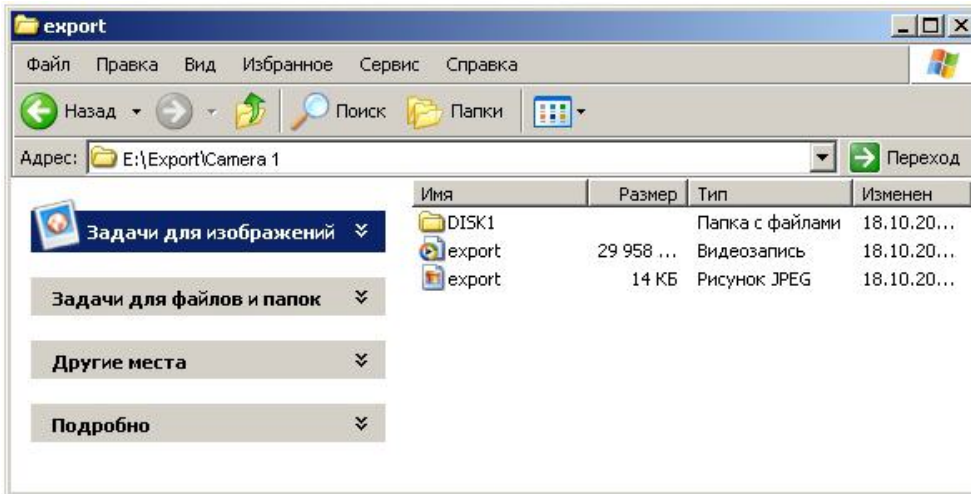 export
Файл Правка Вид Избранное Сервис Справка
Назад Поиск Папки
Адрес: E:\Export\Camera 1 Переход
Имя Размер Тип Изменен
Задачи для изображений
Задачи для файлов и папок
Другие места
Подробно
DISK1 Папка с файлами 18.10.20...
export 29 958 ... Видеозапись 18.10.20...
export 14 КБ Рисунок JPEG 18.10.20...